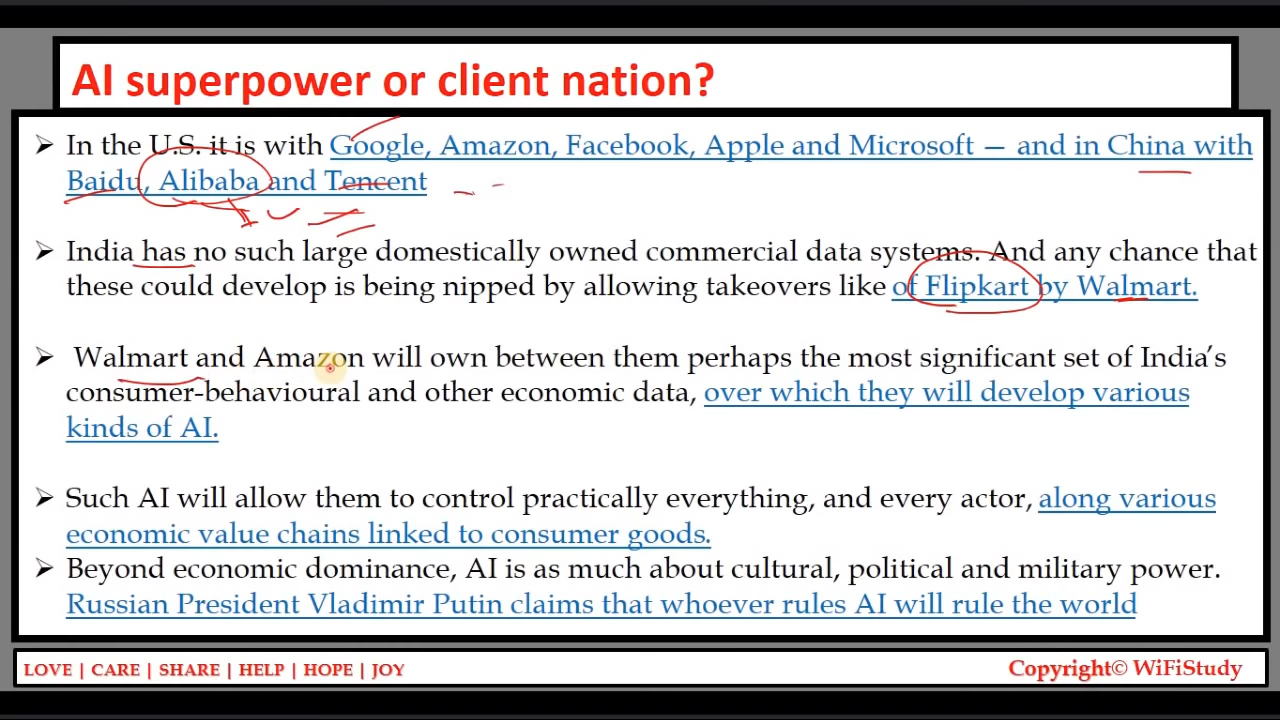 AI superpower or client nation?
➢ In the U.S. it is with Google, Amazon, Facebook, Apple and Microsoft — and in China with
Baidu, Alibaba and Tencent
➢ India has no such large domestically owned commercial data systems. And any chance that
these could develop is being nipped by allowing takeovers like of Flipkart by Walmart.
➢ Walmart and Amazon will own between them perhaps the most significant set of India’s
consumer-behavioural and other economic data, over which they will develop various
kinds of AI.
➢ Such AI will allow them to control practically everything, and every actor, along various
economic value chains linked to consumer goods.
➢ Beyond economic dominance, AI is as much about cultural, political and military power.
Russian President Vladimir Putin claims that whoever rules AI will rule the world
LOVE | CARE | SHARE | HELP | HOPE | JOY
Copyright© WiFiStudy